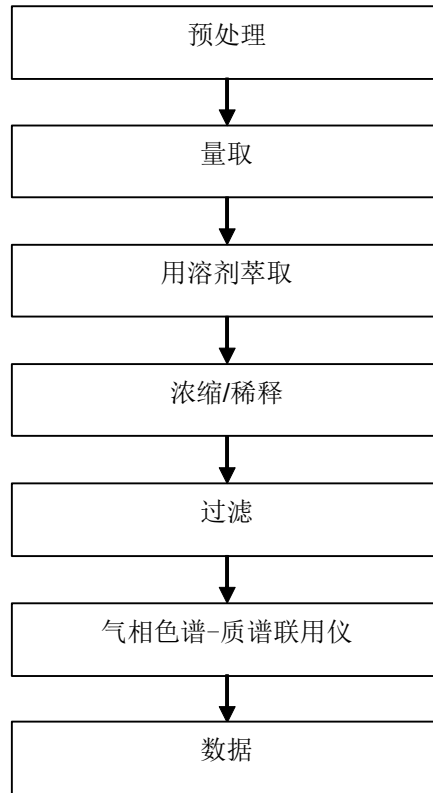 预处理
量取
用溶剂萃取
浓缩/稀释
过滤
气相色谱-质谱联用仪
数据